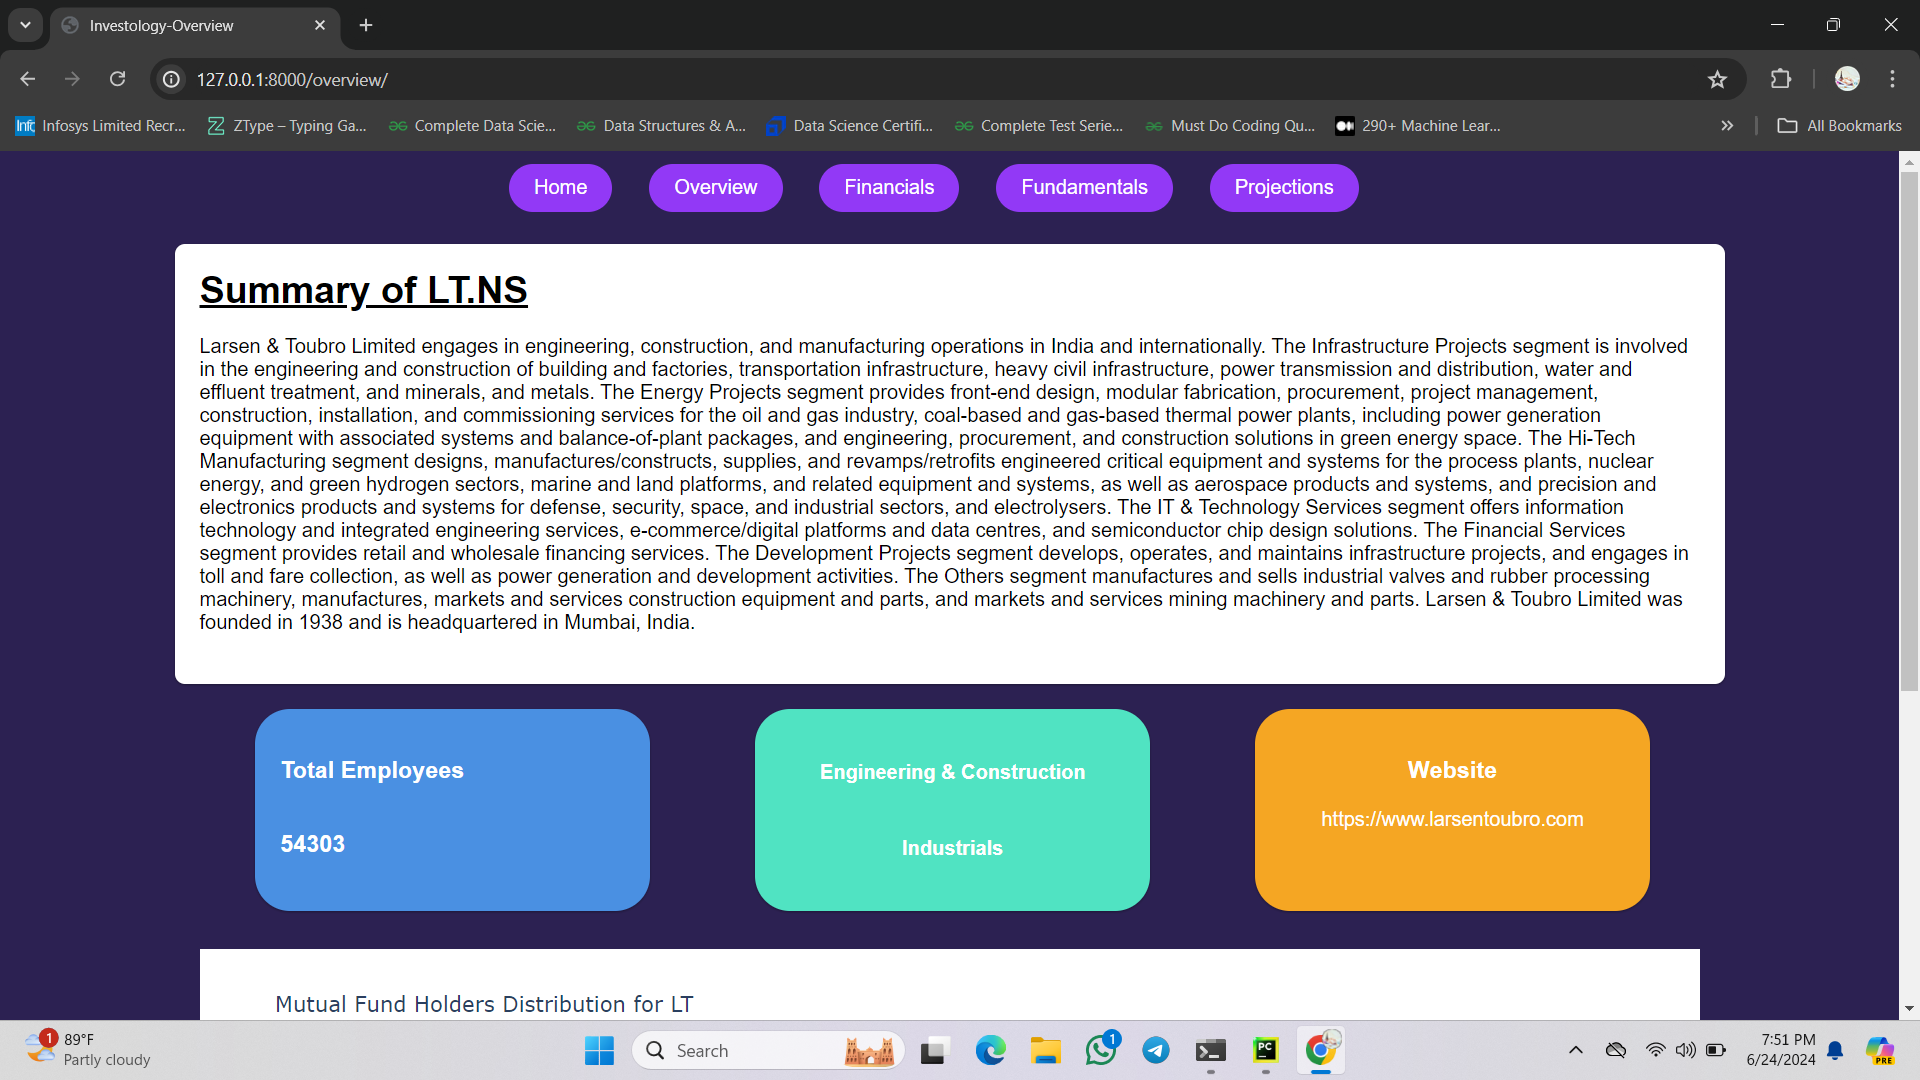 Investology-Overview
127.0.0.1:8000/overview/
Infosys Limited Recr...
ZType – Typing Ga...
Complete Data Scie...
Data Structures & A...
Data Science Certifi...
Complete Test Serie...
Must Do Coding Qu...
290+ Machine Lear...
All Bookmarks
Home
Overview
Financials
Fundamentals
Projections
Summary of LT.NS
Larsen & Toubro Limited engages in engineering, construction, and manufacturing operations in India and internationally. The Infrastructure Projects segment is involved
in the engineering and construction of building and factories, transportation infrastructure, heavy civil infrastructure, power transmission and distribution, water and
effluent treatment, and minerals, and metals. The Energy Projects segment provides front-end design, modular fabrication, procurement, project management,
construction, installation, and commissioning services for the oil and gas industry, coal-based and gas-based thermal power plants, including power generation
equipment with associated systems and balance-of-plant packages, and engineering, procurement, and construction solutions in green energy space. The Hi-Tech
Manufacturing segment designs, manufactures/constructs, supplies, and revamps/retrofits engineered critical equipment and systems for the process plants, nuclear
energy, and green hydrogen sectors, marine and land platforms, and related equipment and systems, as well as aerospace products and systems, and precision and
electronics products and systems for defense, security, space, and industrial sectors, and electrolysers. The IT & Technology Services segment offers information
technology and integrated engineering services, e-commerce/digital platforms and data centres, and semiconductor chip design solutions. The Financial Services
segment provides retail and wholesale financing services. The Development Projects segment develops, operates, and maintains infrastructure projects, and engages in
toll and fare collection, as well as power generation and development activities. The Others segment manufactures and sells industrial valves and rubber processing
machinery, manufactures, markets and services construction equipment and parts, and markets and services mining machinery and parts. Larsen & Toubro Limited was
founded in 1938 and is headquartered in Mumbai, India.
Total Employees
54303
Engineering & Construction
Industrials
Website
https://www.larsentoubro.com
Mutual Fund Holders Distribution for LT
1
89°F
Partly cloudy
Search
1
PC
7:51 PM
6/24/2024
PRE